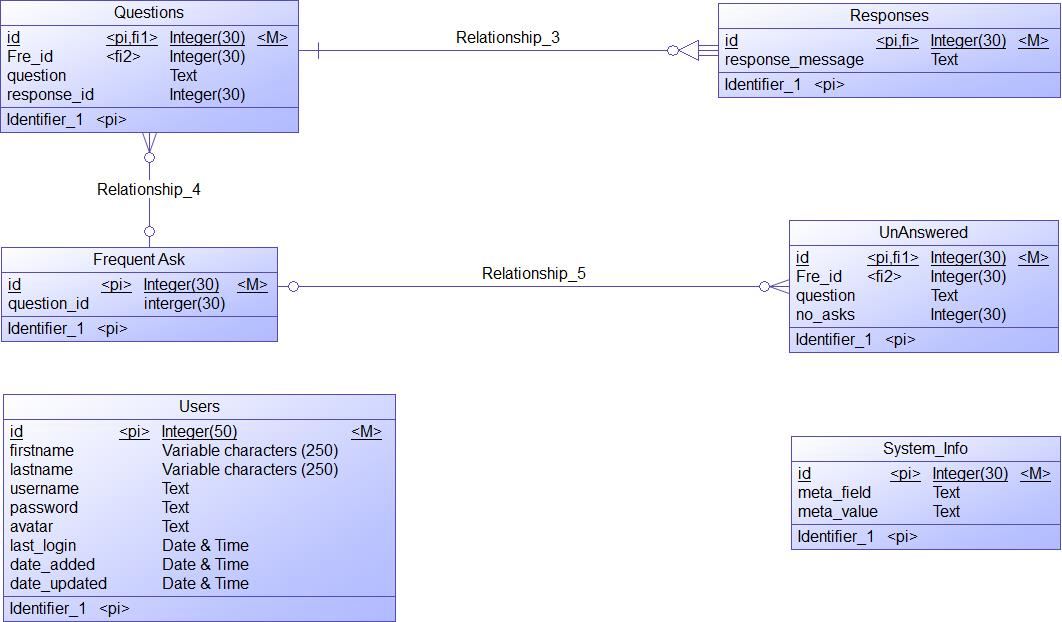 Questions
id <pi,fi1> Integer(30) <M>
Fre_id <fi2> Integer(30)
question Text
response_id Integer(30)
Identifier_1 <pi>
Relationship_3
Responses
id <pi,fi> Integer(30) <M>
response_message Text
Identifier_1 <pi>
Relationship_4
Frequent Ask
id <pi> Integer(30) <M>
question_id interger(30)
Identifier_1 <pi>
Relationship_5
UnAnswered
id <pi,fi1> Integer(30) <M>
Fre_id <fi2> Integer(30)
question Text
no_asks Integer(30)
Identifier_1 <pi>
Users
id <pi> Integer(50) <M>
firstname Variable characters (250)
lastname Variable characters (250)
username Text
password Text
avatar Text
last_login Date & Time
date_added Date & Time
date_updated Date & Time
Identifier_1 <pi>
System_Info
id <pi> Integer(30) <M>
meta_field Text
meta_value Text
Identifier_1 <pi>